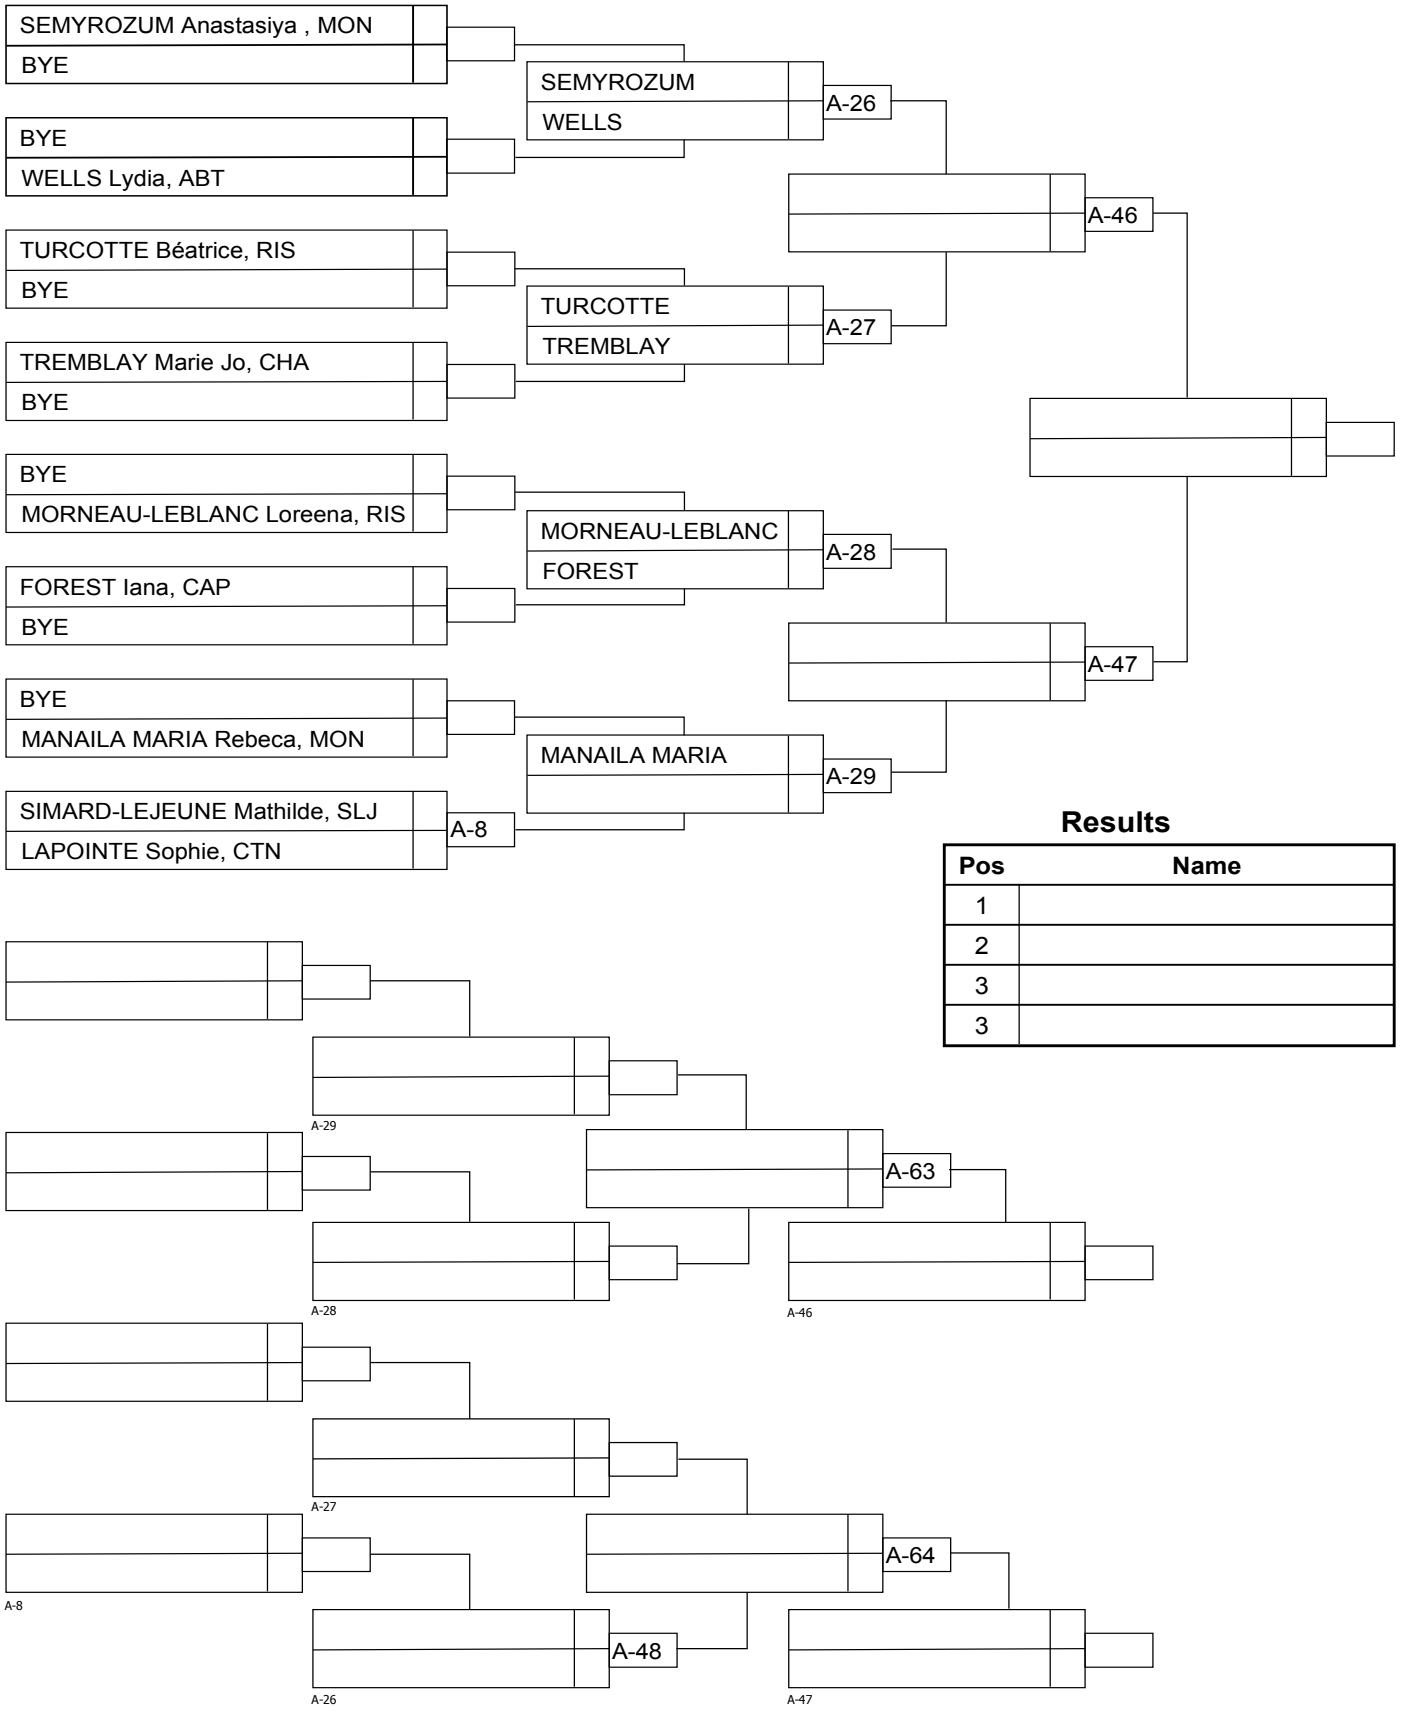 SEMYROZUM Anastasiya , MON
BYE
SEMYROZUM
WELLS
A-26
BYE
WELLS Lydia, ABT
A-46
TURCOTTE Béatrice, RIS
BYE
TURCOTTE
TREMBLAY
A-27
TREMBLAY Marie Jo, CHA
BYE
BYE
MORNEAU-LEBLANC Loreena, RIS
MORNEAU-LEBLANC
FOREST
A-28
FOREST Iana, CAP
BYE
A-47
BYE
MANAILA MARIA Rebeca, MON
MANAILA MARIA
A-29
SIMARD-LEJEUNE Mathilde, SLJ
LAPOINTE Sophie, CTN
A-8
Results
Pos Name
1
2
3
3
A-29
A-63
A-28
A-46
A-27
A-64
A-8
A-48
A-26
A-47